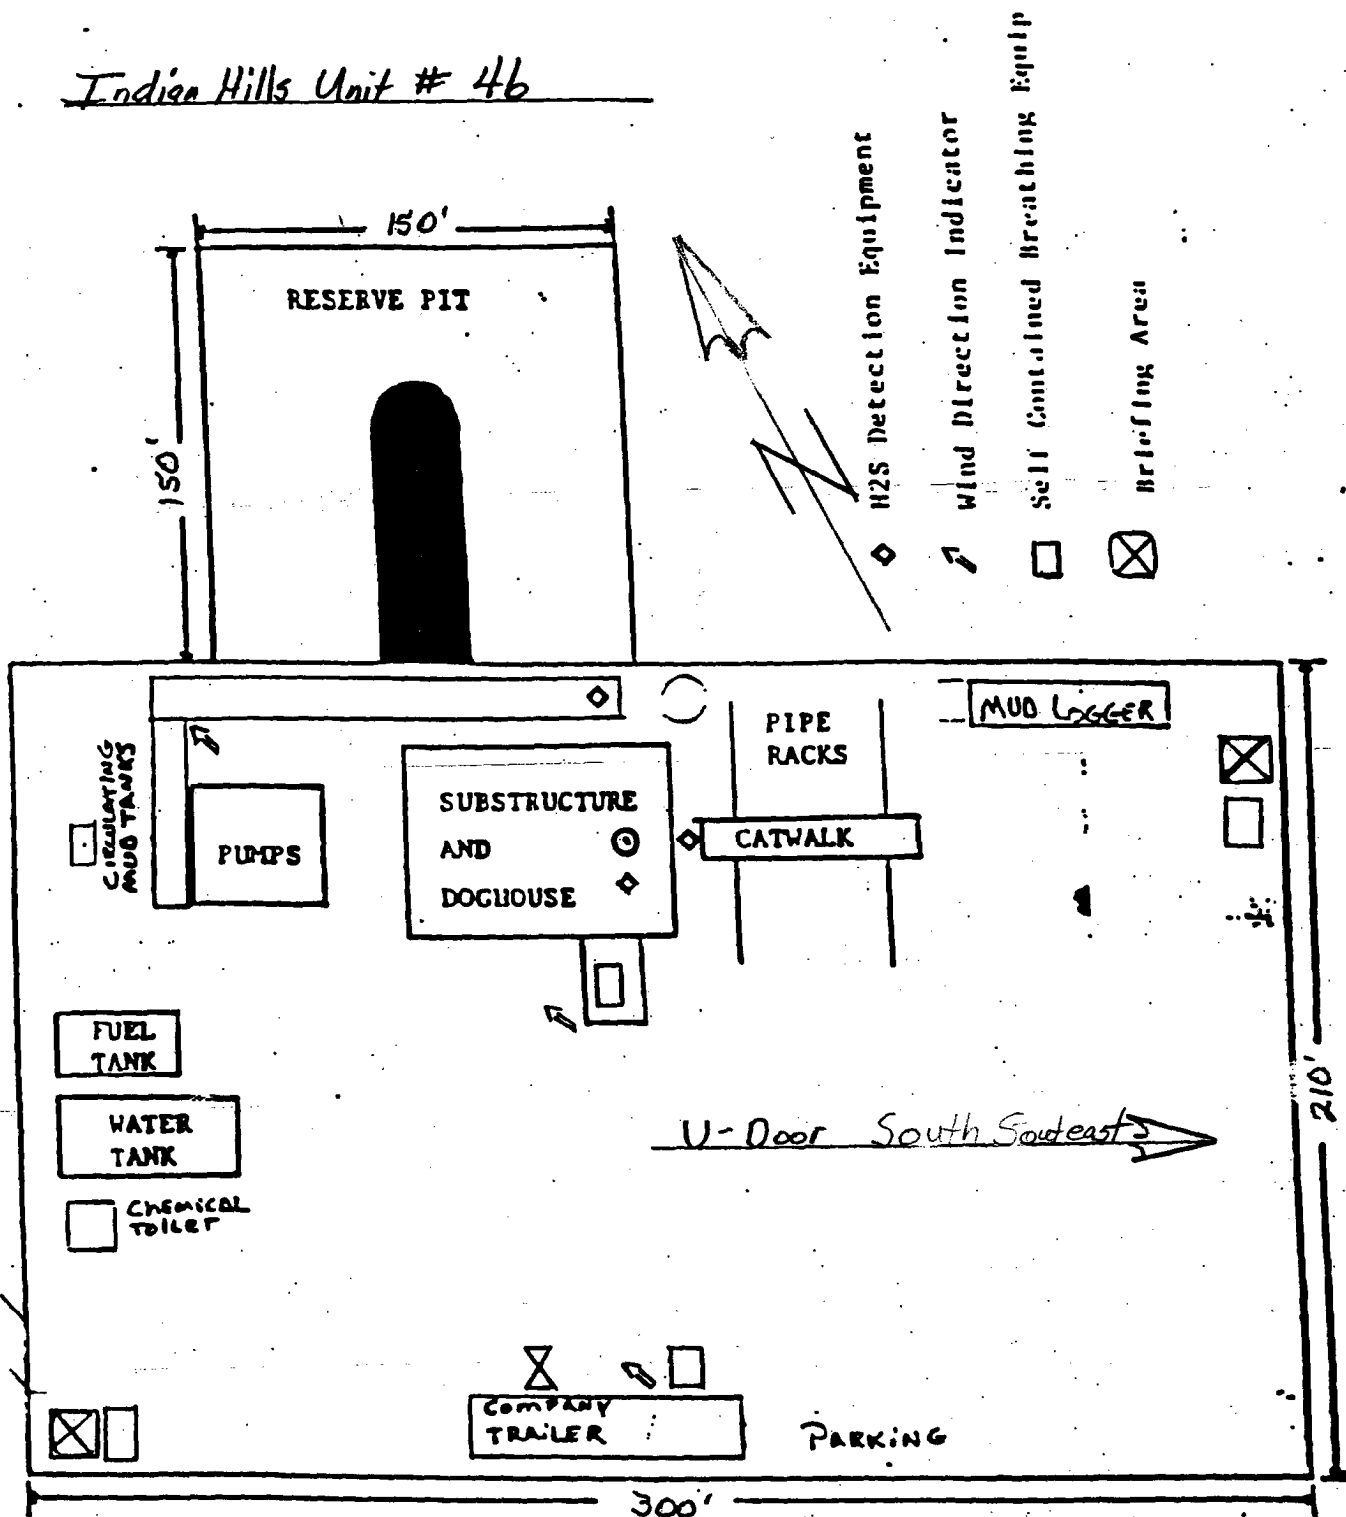 Indian Hills Unit # 46
H2S Detection Equipment
Wind Direction Indicator
Self Contained Breathing Equip
Briefing Area
150'
RESERVE PIT
150'
N
MUD LOGGER
PIPE
RACKS
CIRCULATING
MUD TANKS
SUBSTRUCTURE
AND
DOGHOUSE
PUMPS
CATWALK
FUEL
TANK
WATER
TANK
CHEMICAL
TOILET
U-Door South Souteast
210'
COMPANY
TRAILER
PARKING
300'